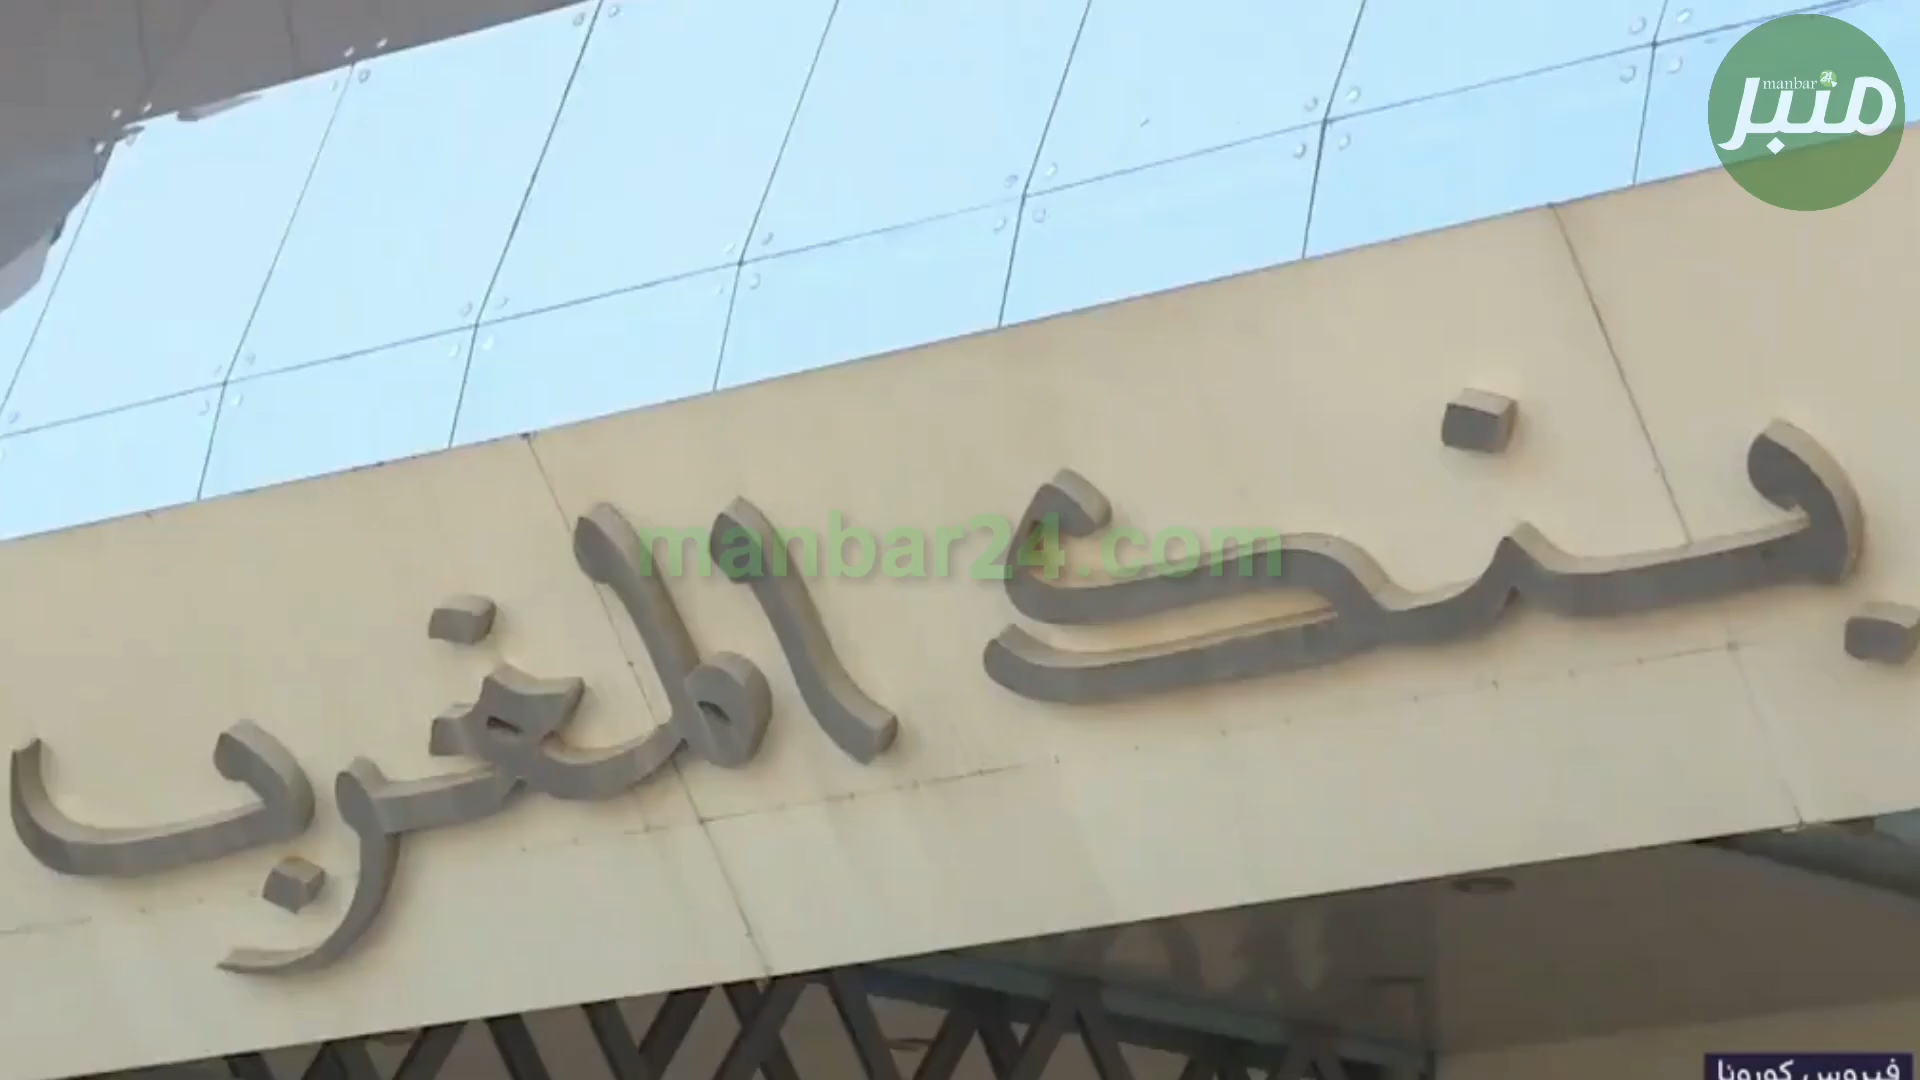 manbar24
منبر
بنك المغرب
manbar24.com
فيروس كورونا